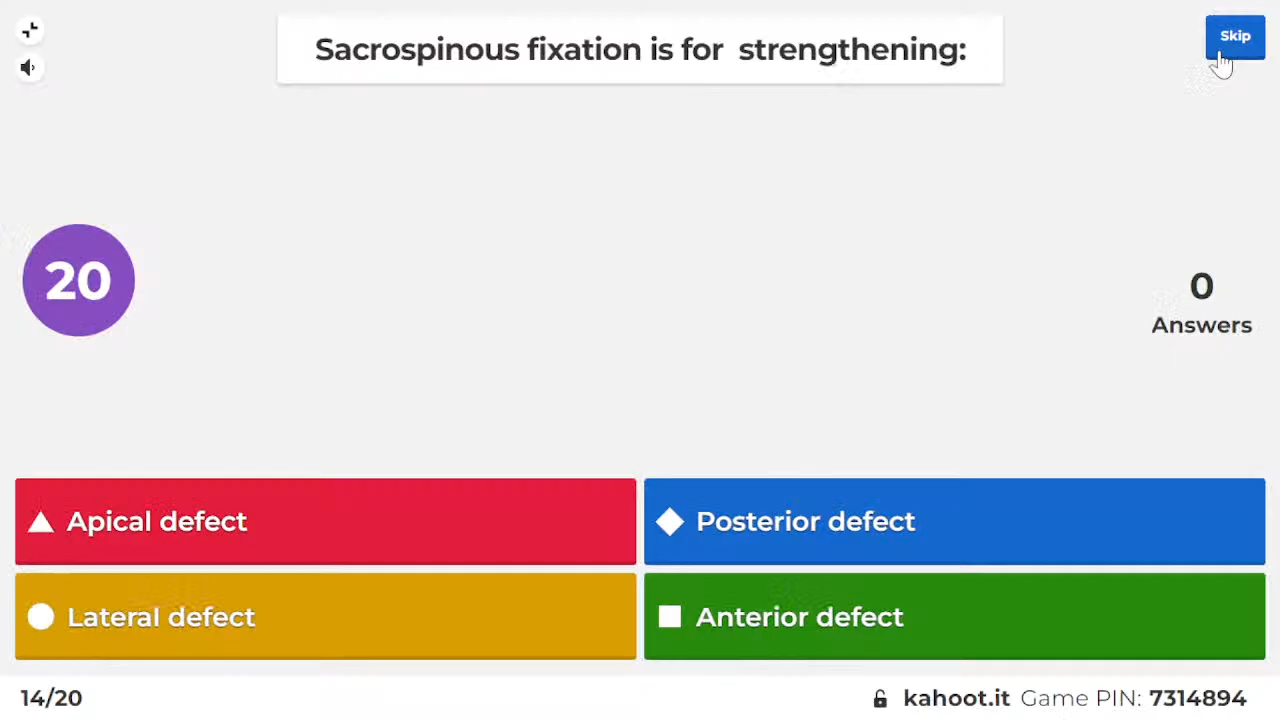 Sacrospinous fixation is for strengthening:
Skip
20
0
Answers
Apical defect
Posterior defect
Lateral defect
Anterior defect
14/20
kahoot.it Game PIN: 7314894